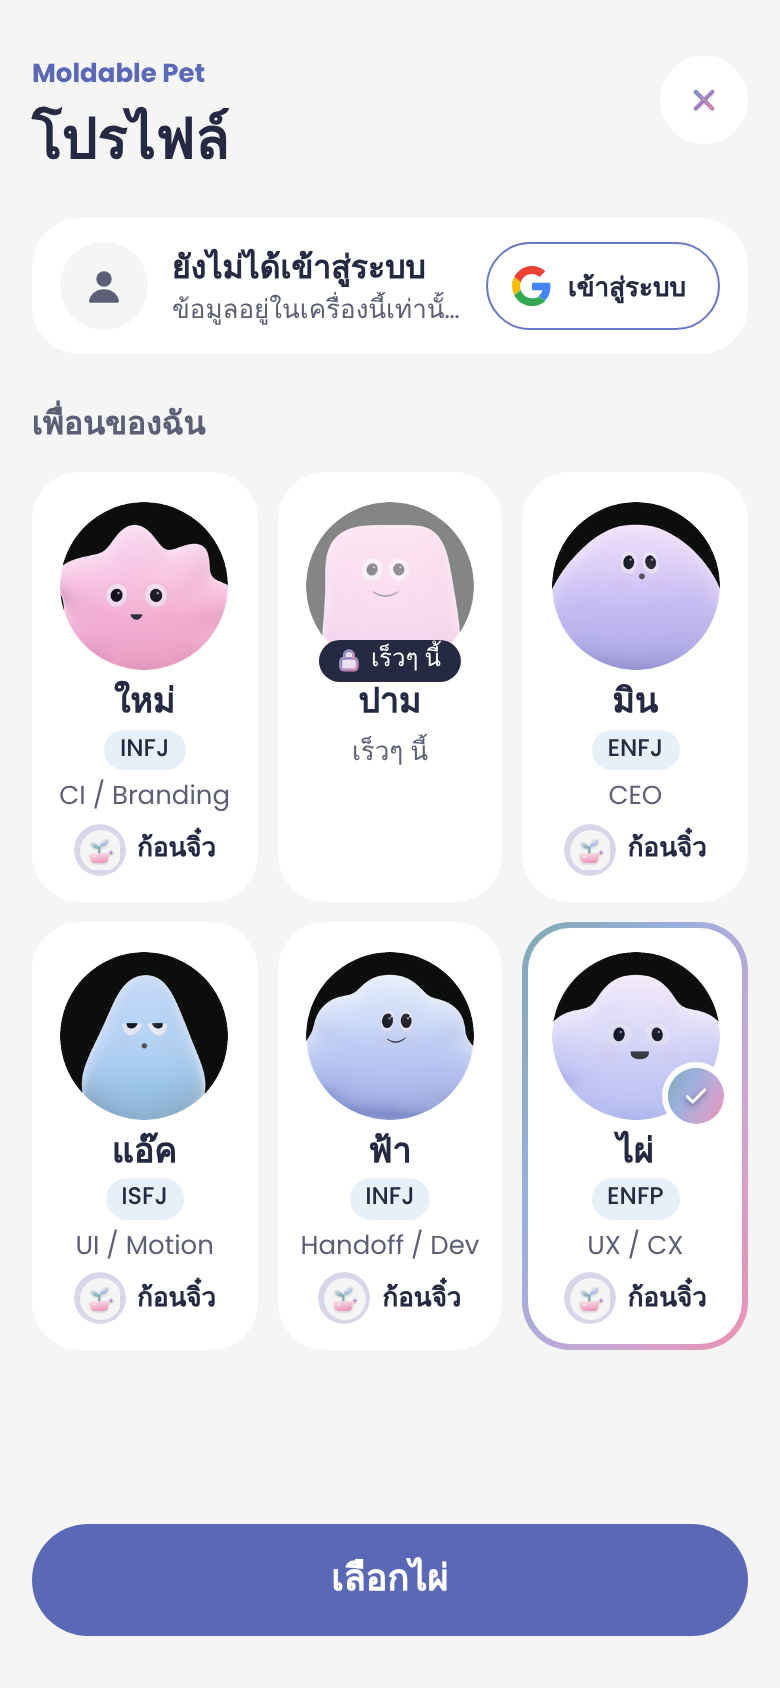 Moldable Pet
โปรไฟล์
ยังไม่ได้เข้าสู่ระบบ
ข้อมูลอยู่ในเครื่องนี้เท่านั้...
เข้าสู่ระบบ
เพื่อนของฉัน
ใหม่
INFJ
CI / Branding
ก้อนจิ๋ว
เร็วๆ นี้
ปาม
เร็วๆ นี้
มิน
ENFJ
CEO
ก้อนจิ๋ว
แอ๊ค
ISFJ
UI / Motion
ก้อนจิ๋ว
ฟ้า
INFJ
Handoff / Dev
ก้อนจิ๋ว
ไผ่
ENFP
UX / CX
ก้อนจิ๋ว
เลือกไผ่